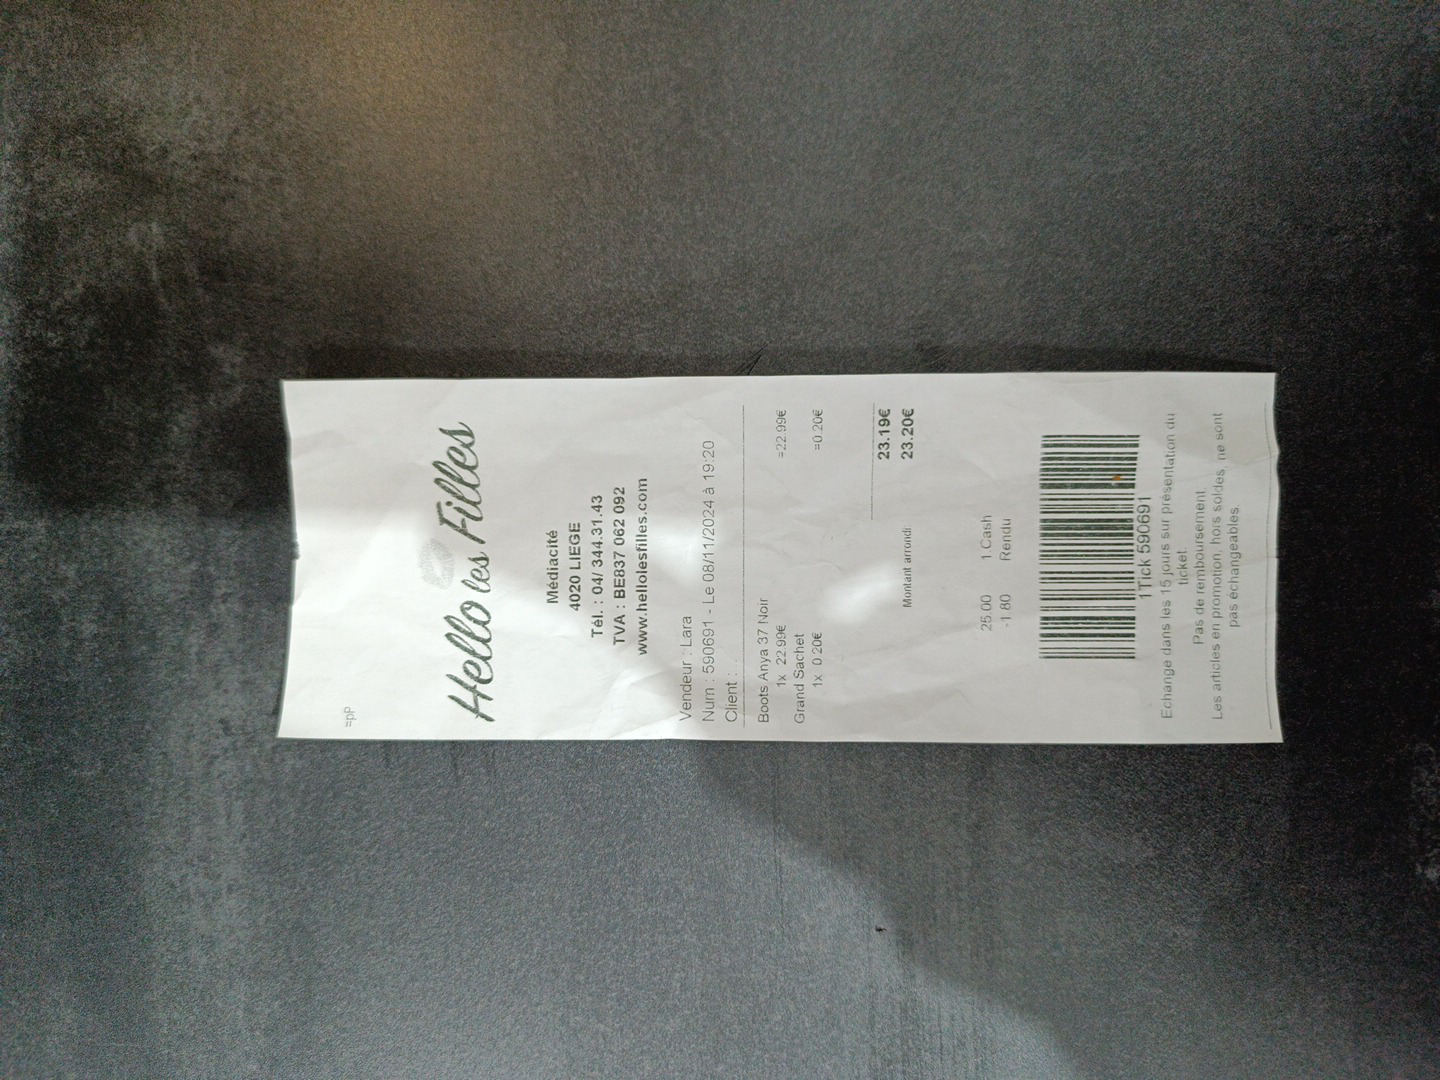 =pP
Hello les Filles
Médiacité
4020 LIEGE
Tél. : 04/ 344.31.43
TVA : BE837 062 092
www.hellolesfilles.com
Vendeur : Lara
Num : 590691 - Le 08/11/2024 à 19:20
Client :
Boots Anya 37 Noir
1x 22.99€ =22.99€
Grand Sachet
1x 0.20€ =0.20€
23.19€
Montant arrondi: 23.20€
25.00 1.Cash
-1.80 Rendu
1Tick 590691
Echange dans les 15 jours sur présentation du
ticket.
Pas de remboursement.
Les articles en promotion, hors soldes, ne sont
pas échangeables.